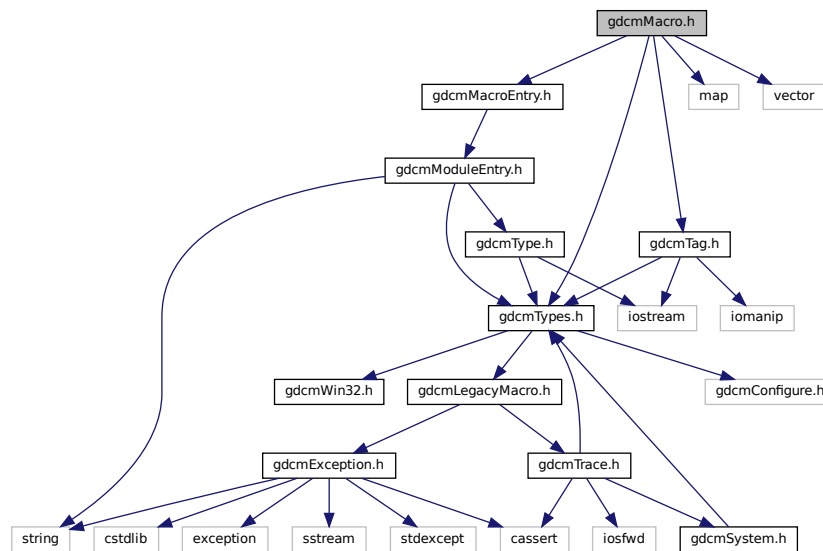 gdcmMacro.h
gdcmMacroEntry.h
map
vector
gdcmModuleEntry.h
gdcmType.h
gdcmTag.h
gdcmTypes.h
iostream
iomanip
gdcmWin32.h
gdcmLegacyMacro.h
gdcmConfigure.h
gdcmException.h
gdcmTrace.h
string
cstdlib
exception
sstream
stdexcept
cassert
iosfwd
gdcmSystem.h